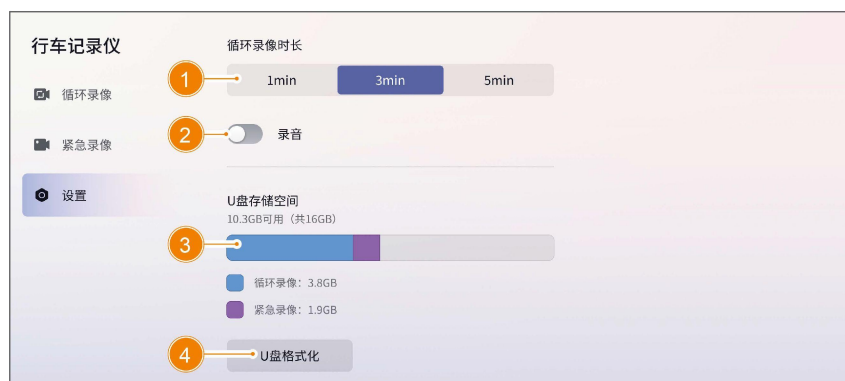 行车记录仪
循环录像
紧急录像
设置
循环录像时长
1
1min
3min
5min
2
录音
U盘存储空间
10.3GB可用（共16GB）
3
循环录像：3.8GB
紧急录像：1.9GB
4
U盘格式化